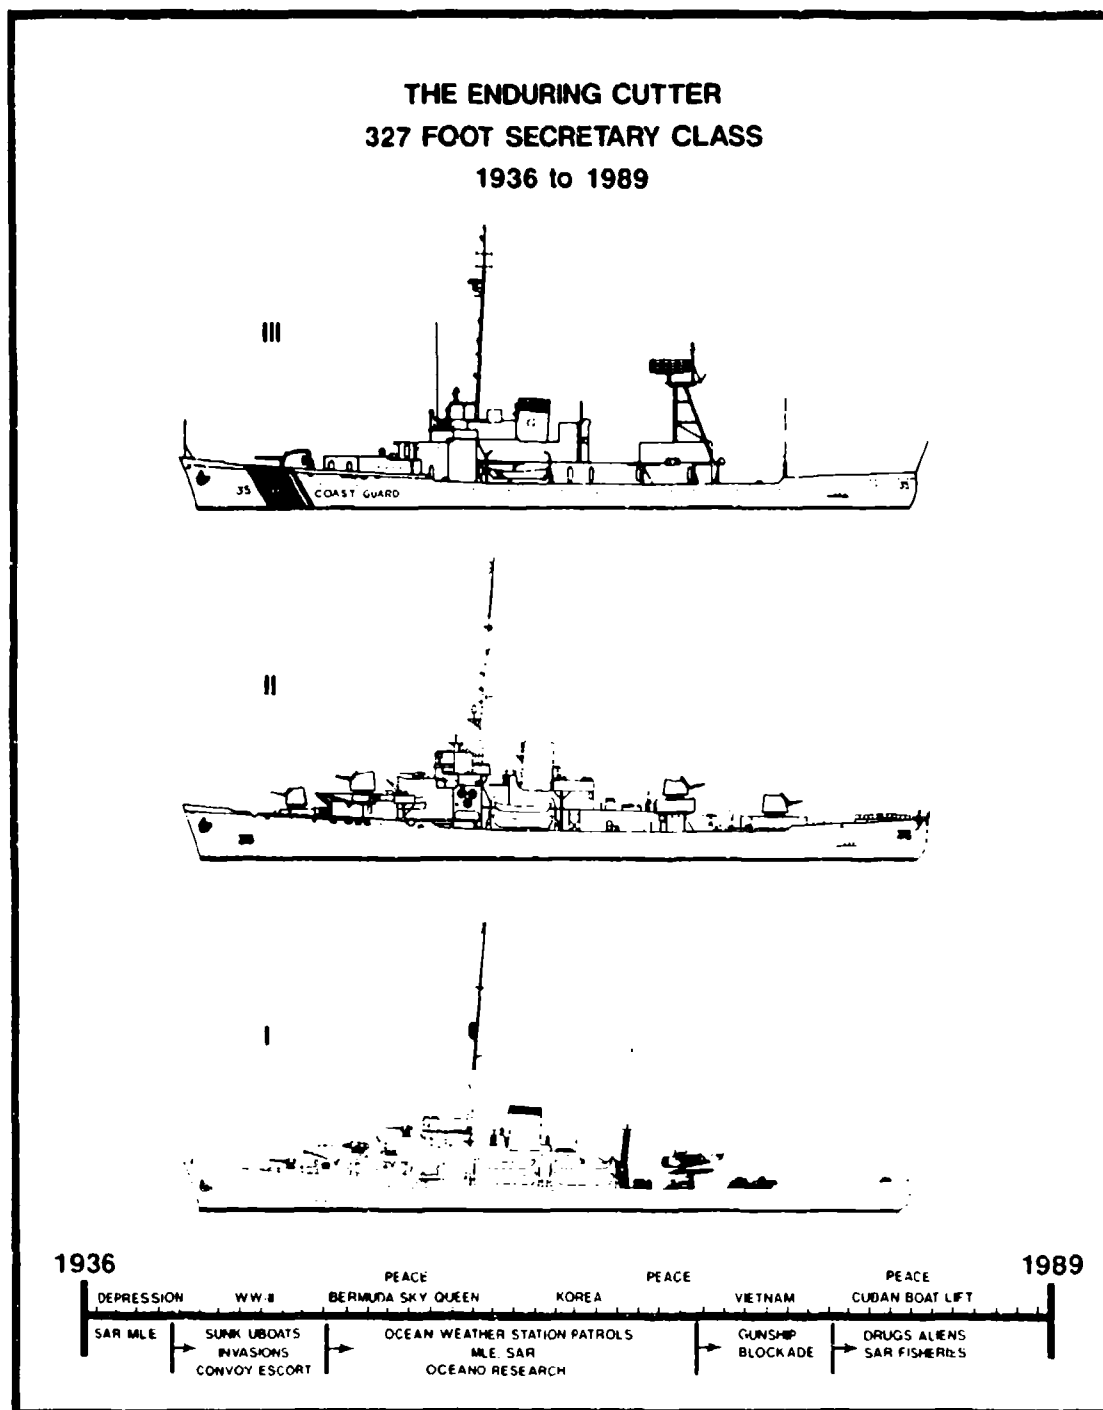 THE ENDURING CUTTER
327 FOOT SECRETARY CLASS
1936 to 1989
III
35
COAST GUARD
35
II
I
1936
1989
PEACE
PEACE
PEACE
DEPRESSION
WW-II
BERMUDA SKY QUEEN
KOREA
VIETNAM
CUBAN BOAT LIFT
SAR MLE
SUNK UBOATS
INVASIONS
CONVOY ESCORT
OCEAN WEATHER STATION PATROLS
MLE, SAR
OCEANO RESEARCH
GUNSHIP
BLOCKADE
DRUGS ALIENS
SAR FISHERIES